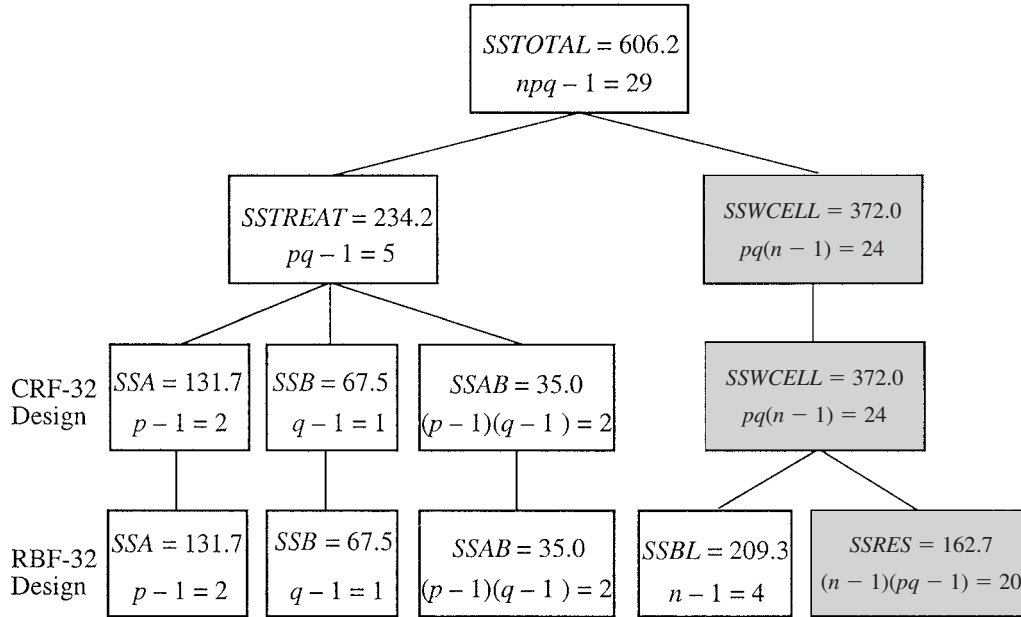 SSTOTAL = 606.2
npq – 1 = 29
SSTREAT = 234.2
pq – 1 = 5
SSWCELL = 372.0
pq(n – 1) = 24
CRF-32
Design
SSA = 131.7
p – 1 = 2
SSB = 67.5
q – 1 = 1
SSAB = 35.0
(p – 1)(q – 1 ) = 2
SSWCELL = 372.0
pq(n – 1) = 24
RBF-32
Design
SSA = 131.7
p – 1 = 2
SSB = 67.5
q – 1 = 1
SSAB = 35.0
(p – 1)(q – 1 ) = 2
SSBL = 209.3
n – 1 = 4
SSRES = 162.7
(n – 1)(pq – 1) = 20